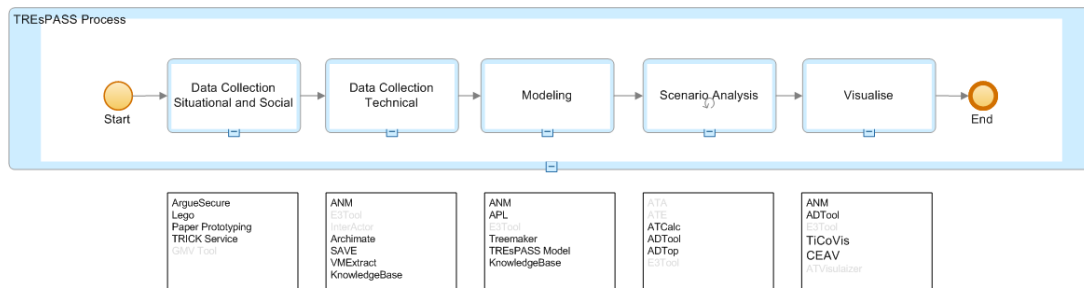 TREsPASS Process
Start
Data Collection
Situational and Social
Data Collection
Technical
Modeling
Scenario Analysis
Visualise
End
ArgueSecure
Lego
Paper Prototyping
TRICK Service
GMV Tool
ANM
E3Tool
InterActor
Archimate
SAVE
VMExtract
KnowledgeBase
ANM
APL
E3Tool
Treemaker
TREsPASS Model
KnowledgeBase
ATA
ATE
ATCalc
ADTool
ADTop
E3Tool
ANM
ADTool
E3Tool
TiCoVis
CEAV
ATVisulaizer